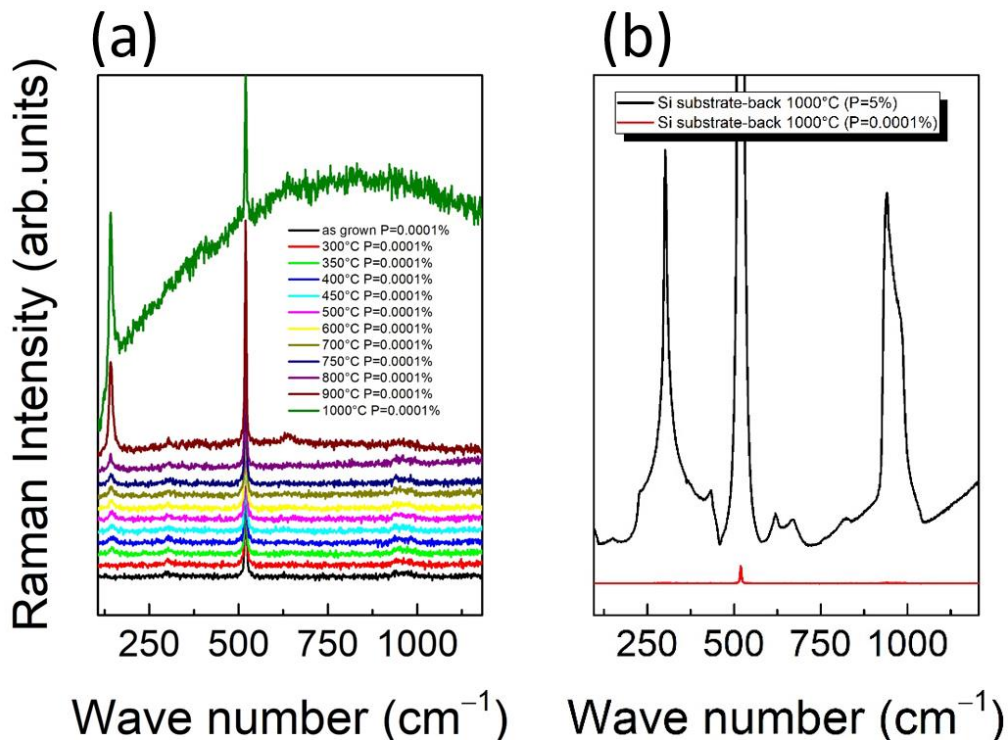 (a)
(b)
Raman Intensity (arb.units)
as grown P=0.0001%
300°C P=0.0001%
350°C P=0.0001%
400°C P=0.0001%
450°C P=0.0001%
500°C P=0.0001%
600°C P=0.0001%
700°C P=0.0001%
750°C P=0.0001%
800°C P=0.0001%
900°C P=0.0001%
1000°C P=0.0001%
250 500 750 1000
Wave number (cm⁻¹)
Si substrate-back 1000°C (P=5%)
Si substrate-back 1000°C (P=0.0001%)
250 500 750 1000
Wave number (cm⁻¹)